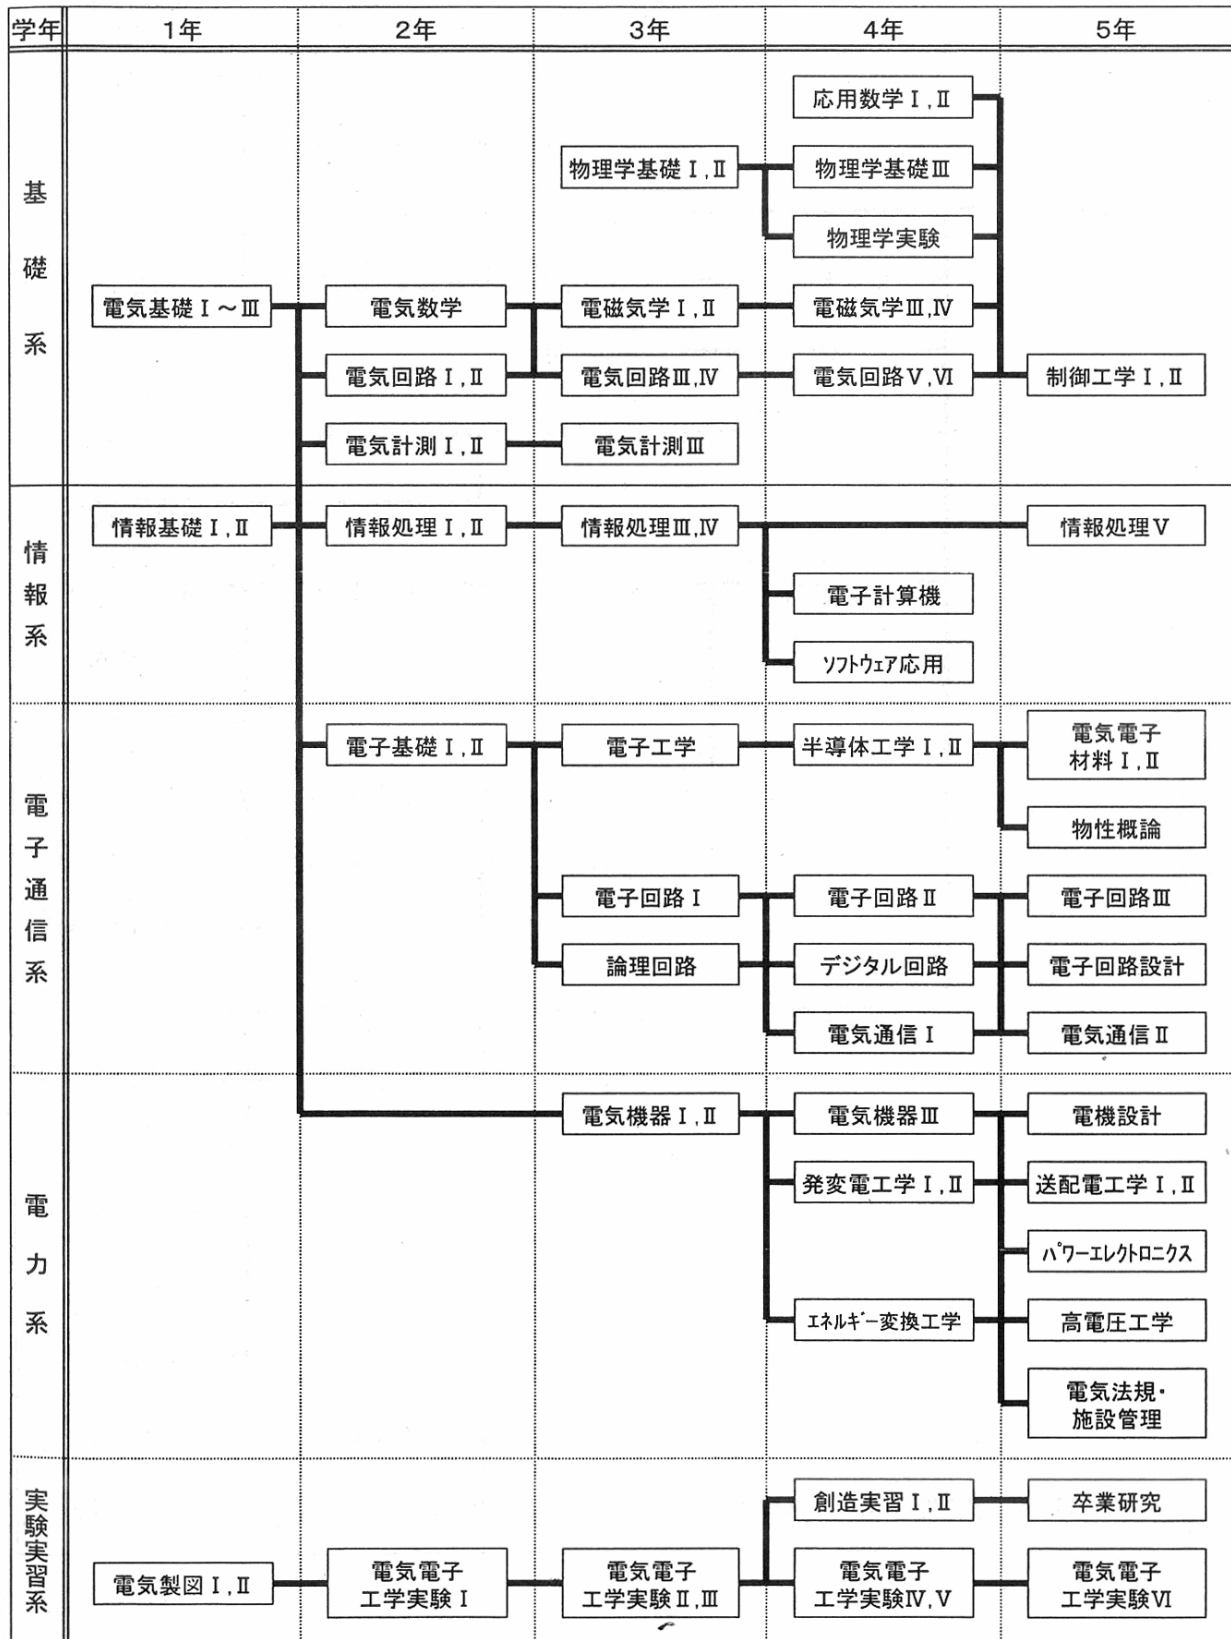 学年 1年 2年 3年 4年 5年
基礎系
応用数学Ⅰ,Ⅱ
物理学基礎Ⅰ,Ⅱ 物理学基礎Ⅲ
物理学実験
電気基礎Ⅰ～Ⅲ 電気数学 電磁気学Ⅰ,Ⅱ 電磁気学Ⅲ,Ⅳ
電気回路Ⅰ,Ⅱ 電気回路Ⅲ,Ⅳ 電気回路Ⅴ,Ⅵ 制御工学Ⅰ,Ⅱ
電気計測Ⅰ,Ⅱ 電気計測Ⅲ
情報系
情報基礎Ⅰ,Ⅱ 情報処理Ⅰ,Ⅱ 情報処理Ⅲ,Ⅳ 情報処理Ⅴ
電子計算機
ソフトウェア応用
電子通信系
電子基礎Ⅰ,Ⅱ 電子工学 半導体工学Ⅰ,Ⅱ 電気電子
材料Ⅰ,Ⅱ
物性概論
電子回路Ⅰ 電子回路Ⅱ 電子回路Ⅲ
論理回路 デジタル回路 電子回路設計
電気通信Ⅰ 電気通信Ⅱ
電力系
電気機器Ⅰ,Ⅱ 電気機器Ⅲ 電機設計
発変電工学Ⅰ,Ⅱ 送配電工学Ⅰ,Ⅱ
パワーエレクトロニクス
エネルギー変換工学 高電圧工学
電気法規・
施設管理
実験実習系
創造実習Ⅰ,Ⅱ 卒業研究
電気製図Ⅰ,Ⅱ
電気電子
工学実験Ⅰ
電気電子
工学実験Ⅱ,Ⅲ
電気電子
工学実験Ⅳ,Ⅴ
電気電子
工学実験Ⅵ